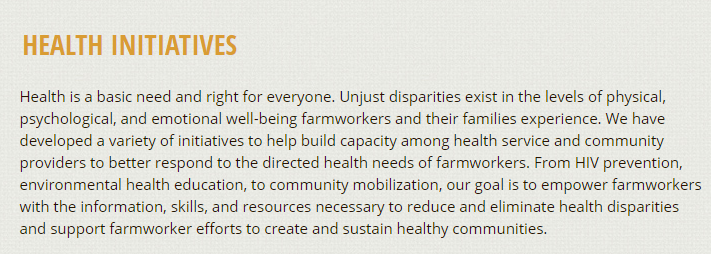 HEALTH INITIATIVES
Health is a basic need and right for everyone. Unjust disparities exist in the levels of physical,
psychological, and emotional well-being farmworkers and their families experience. We have
developed a variety of initiatives to help build capacity among health service and community
providers to better respond to the directed health needs of farmworkers. From HIV prevention,
environmental health education, to community mobilization, our goal is to empower farmworkers
with the information, skills, and resources necessary to reduce and eliminate health disparities
and support farmworker efforts to create and sustain healthy communities.